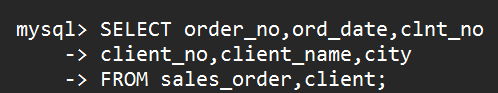 mysql> SELECT order_no,ord_date,clnt_no
-> client_no,client_name,city
-> FROM sales_order,client;